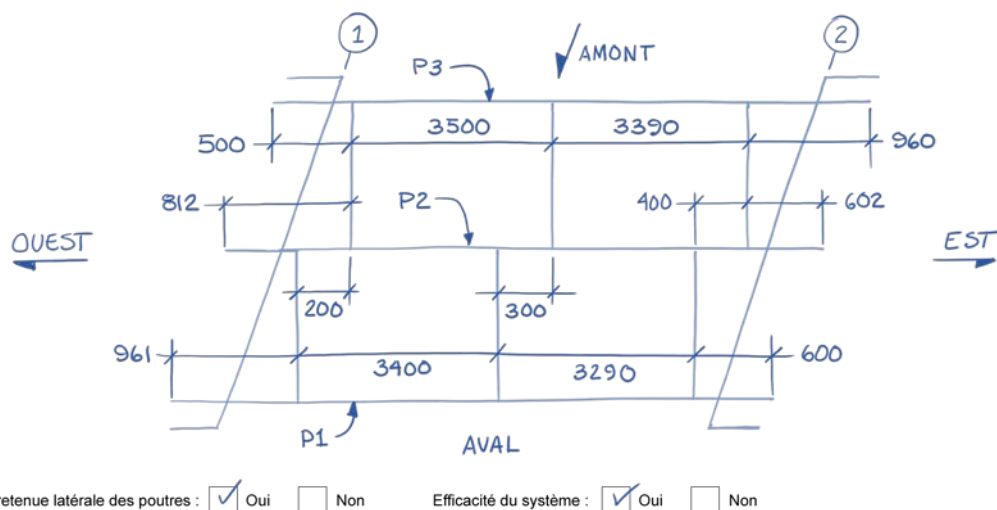 1 2
P3 AMONT
3500 3390
500 960
812 P2 400 602
OUEST EST
200 300
961 600
3400 3290
P1 AVAL
retenue latérale des poutres : Oui Non Efficacité du système : Oui Non